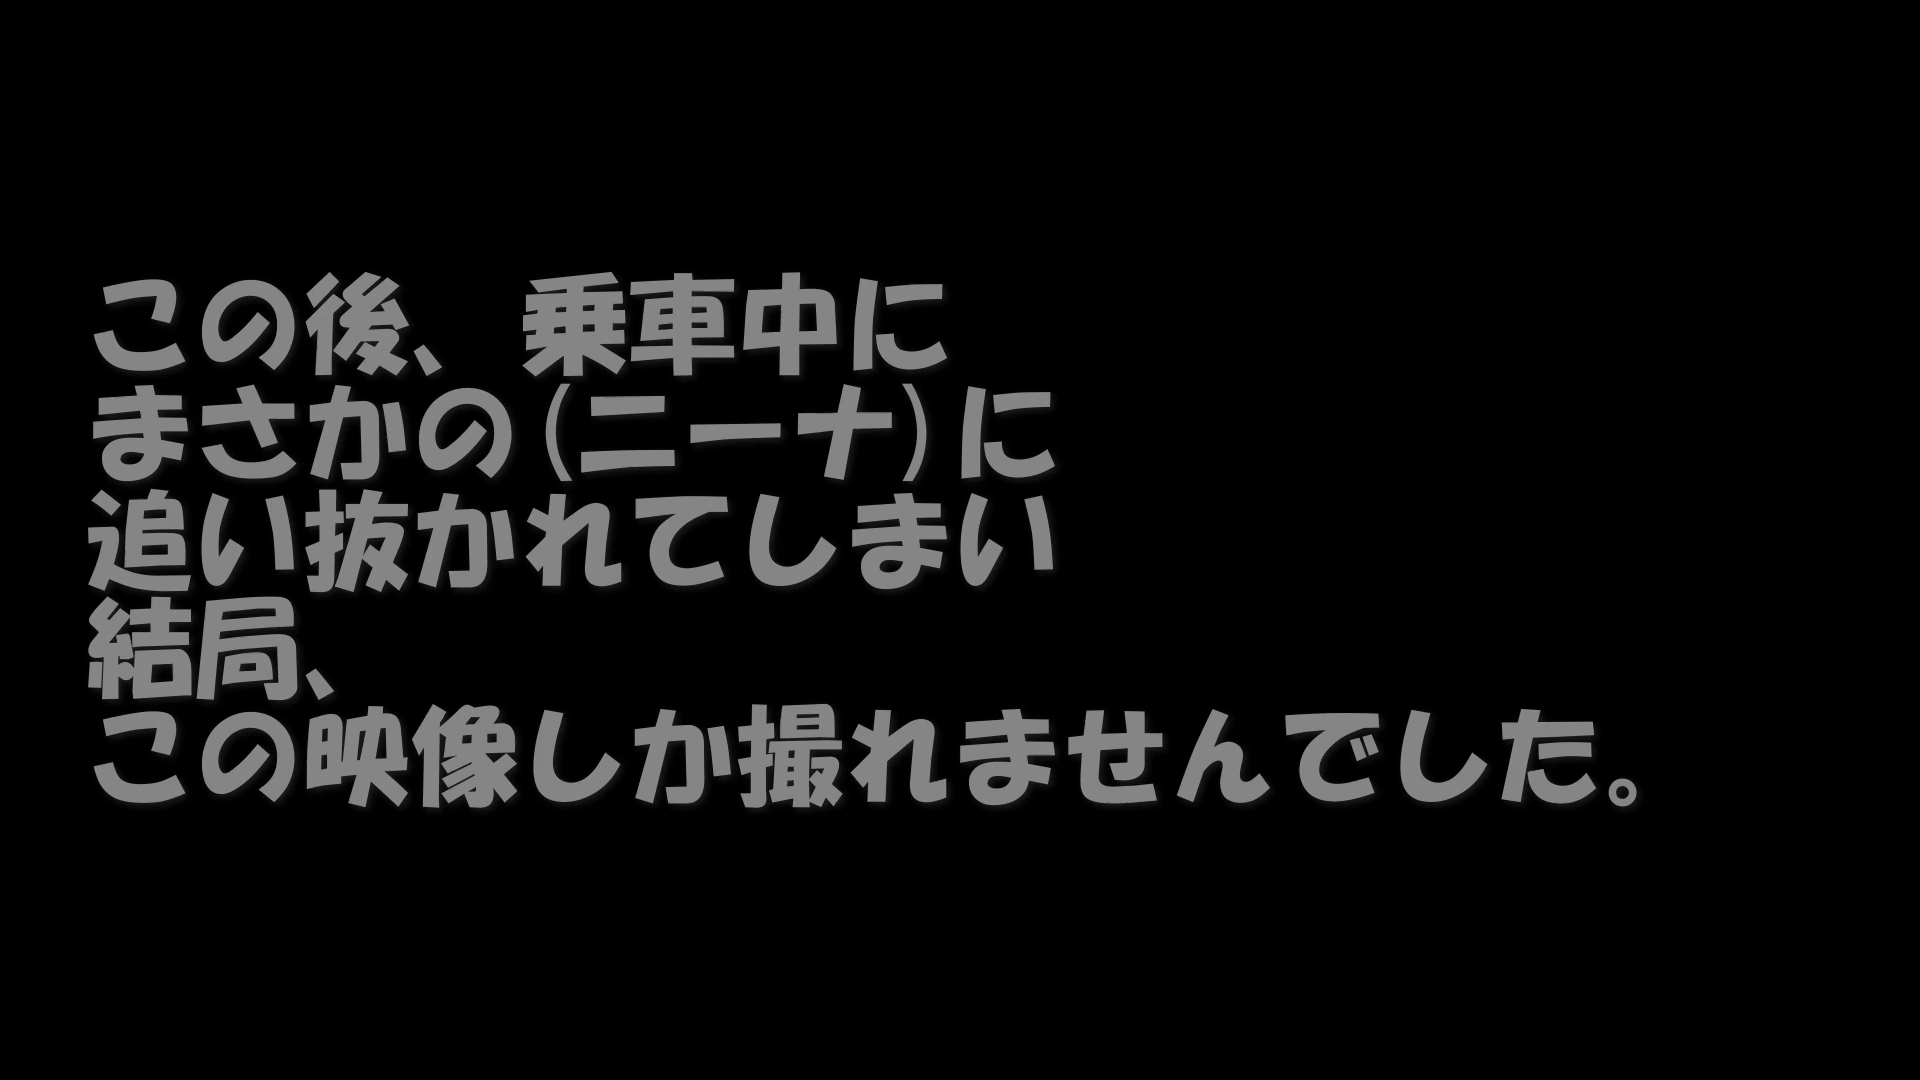 この後、乗車中に
まさかの(ニーナ)に
追い抜かれてしまい
結局、
この映像しか撮れませんでした。